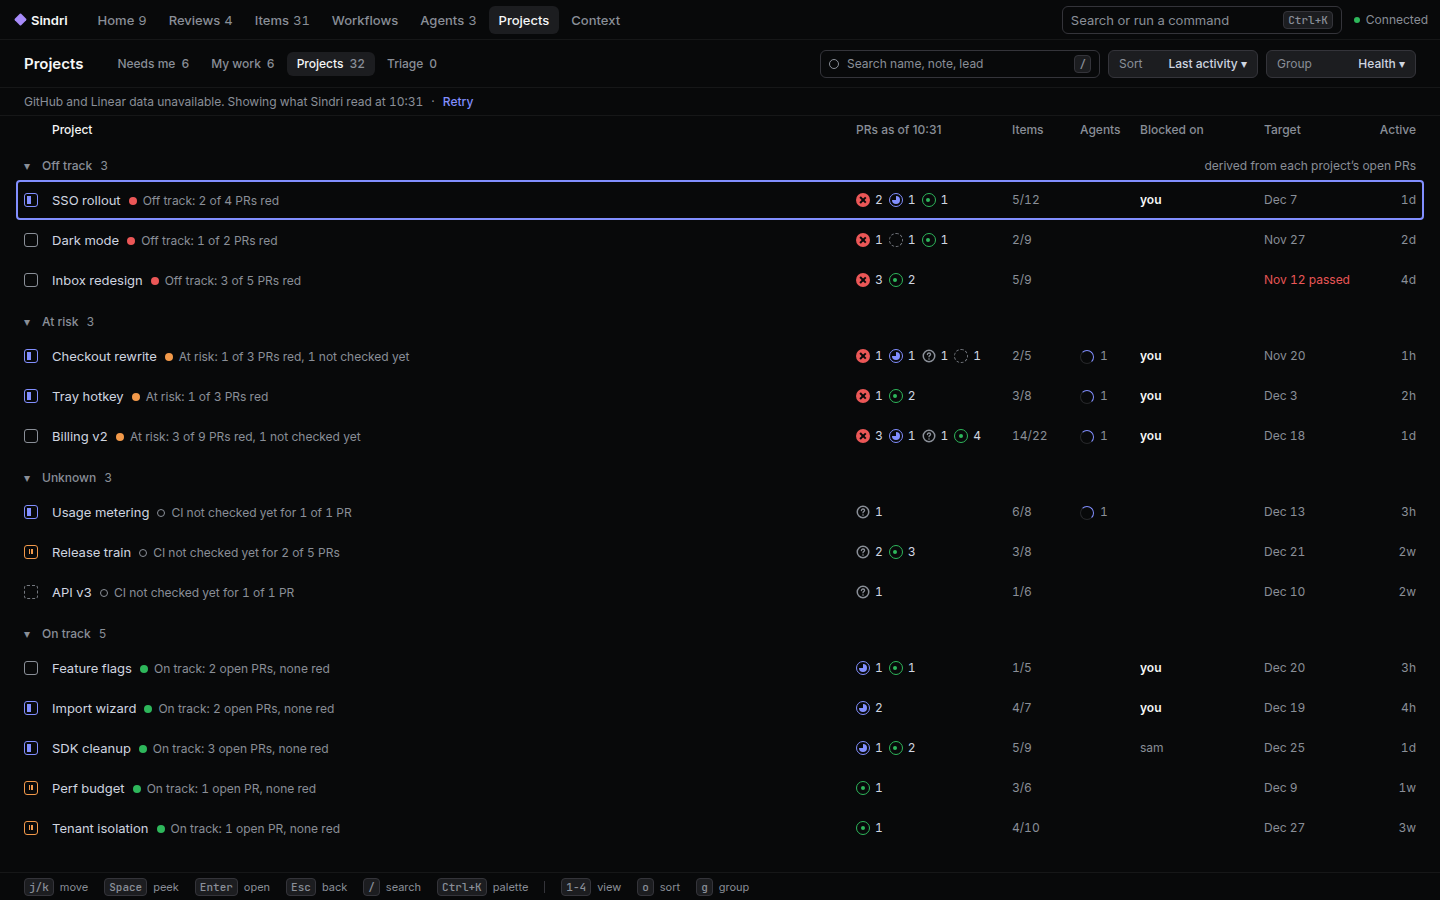 Sindri Home 9 Reviews 4 Items 31 Workflows Agents 3 Projects Context Search or run a command Ctrl+K Connected
Projects Needs me 6 My work 6 Projects 32 Triage 0 Search name, note, lead / Sort Last activity ▾ Group Health ▾
GitHub and Linear data unavailable. Showing what Sindri read at 10:31 · Retry
Project PRs as of 10:31 Items Agents Blocked on Target Active
▾ Off track 3 derived from each project's open PRs
SSO rollout Off track: 2 of 4 PRs red 2 1 1 5/12 you Dec 7 1d
Dark mode Off track: 1 of 2 PRs red 1 1 1 2/9 Nov 27 2d
Inbox redesign Off track: 3 of 5 PRs red 3 2 5/9 Nov 12 passed 4d
▾ At risk 3
Checkout rewrite At risk: 1 of 3 PRs red, 1 not checked yet 1 1 1 1 2/5 1 you Nov 20 1h
Tray hotkey At risk: 1 of 3 PRs red 1 2 3/8 1 you Dec 3 2h
Billing v2 At risk: 3 of 9 PRs red, 1 not checked yet 3 1 1 4 14/22 1 you Dec 18 1d
▾ Unknown 3
Usage metering CI not checked yet for 1 of 1 PR 1 6/8 1 Dec 13 3h
Release train CI not checked yet for 2 of 5 PRs 2 3 3/8 Dec 21 2w
API v3 CI not checked yet for 1 of 1 PR 1 1/6 Dec 10 2w
▾ On track 5
Feature flags On track: 2 open PRs, none red 1 1 1/5 you Dec 20 3h
Import wizard On track: 2 open PRs, none red 2 4/7 you Dec 19 4h
SDK cleanup On track: 3 open PRs, none red 1 2 5/9 sam Dec 25 1d
Perf budget On track: 1 open PR, none red 1 3/6 Dec 9 1w
Tenant isolation On track: 1 open PR, none red 1 4/10 Dec 27 3w
j/k move Space peek Enter open Esc back / search Ctrl+K palette 1-4 view o sort g group